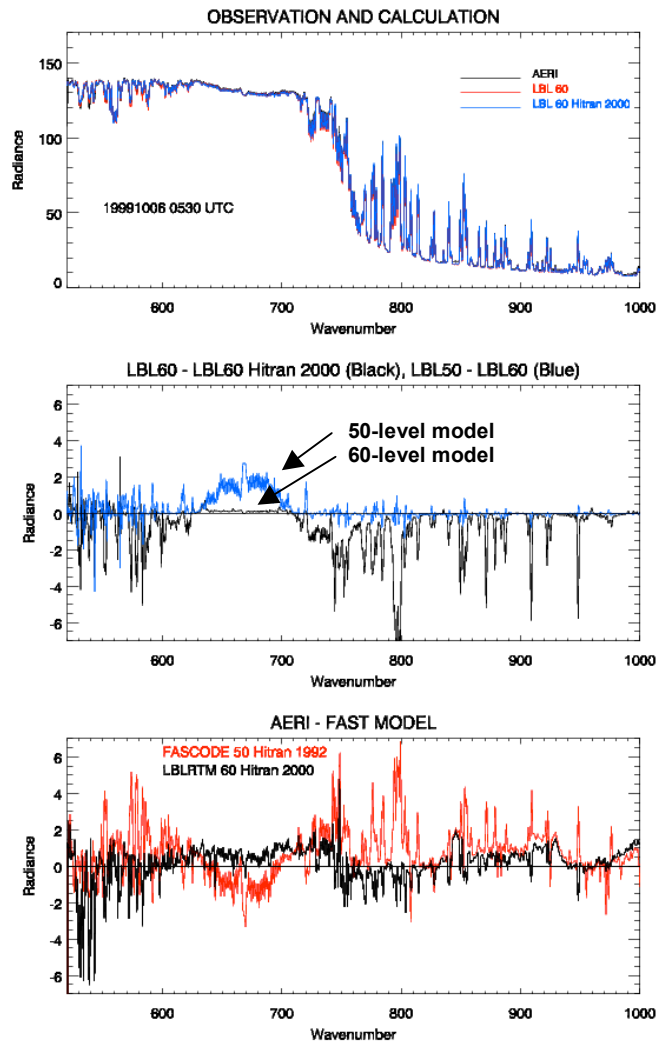 OBSERVATION AND CALCULATION
150
100
50
0
Radiance
AERI
LBL 60
LBL 60 Hitran 2000
19991006 0530 UTC
600
700
800
900
1000
Wavenumber
LBL60 - LBL60 Hitran 2000 (Black), LBL50 - LBL60 (Blue)
6
4
2
0
-2
-4
-6
Radiance
50-level model
60-level model
600
700
800
900
1000
Wavenumber
AERI - FAST MODEL
6
4
2
0
-2
-4
-6
Radiance
FASCODE 50 Hitran 1992
LBLRTM 60 Hitran 2000
600
700
800
900
1000
Wavenumber